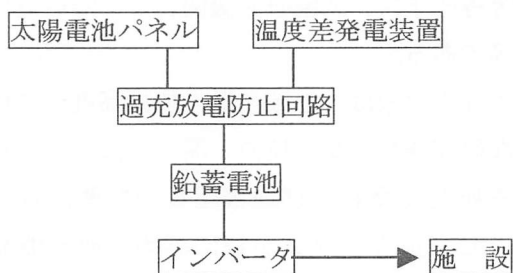 太陽電池パネル
温度差発電装置
過充放電防止回路
鉛蓄電池
インバータ
施　設